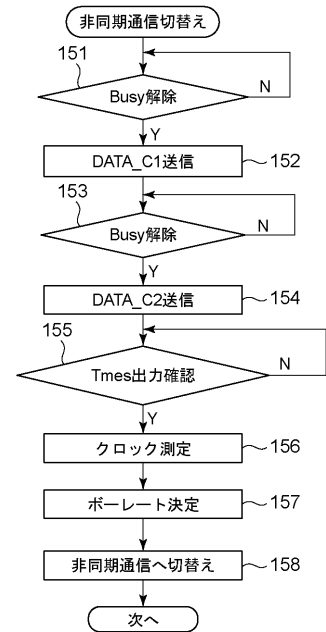 非同期通信切替え
151
Busy解除
N
Y
DATA_C1送信
152
153
Busy解除
N
Y
DATA_C2送信
154
155
Tmes出力確認
N
Y
クロック測定
156
ボーレート決定
157
非同期通信へ切替え
158
次へ